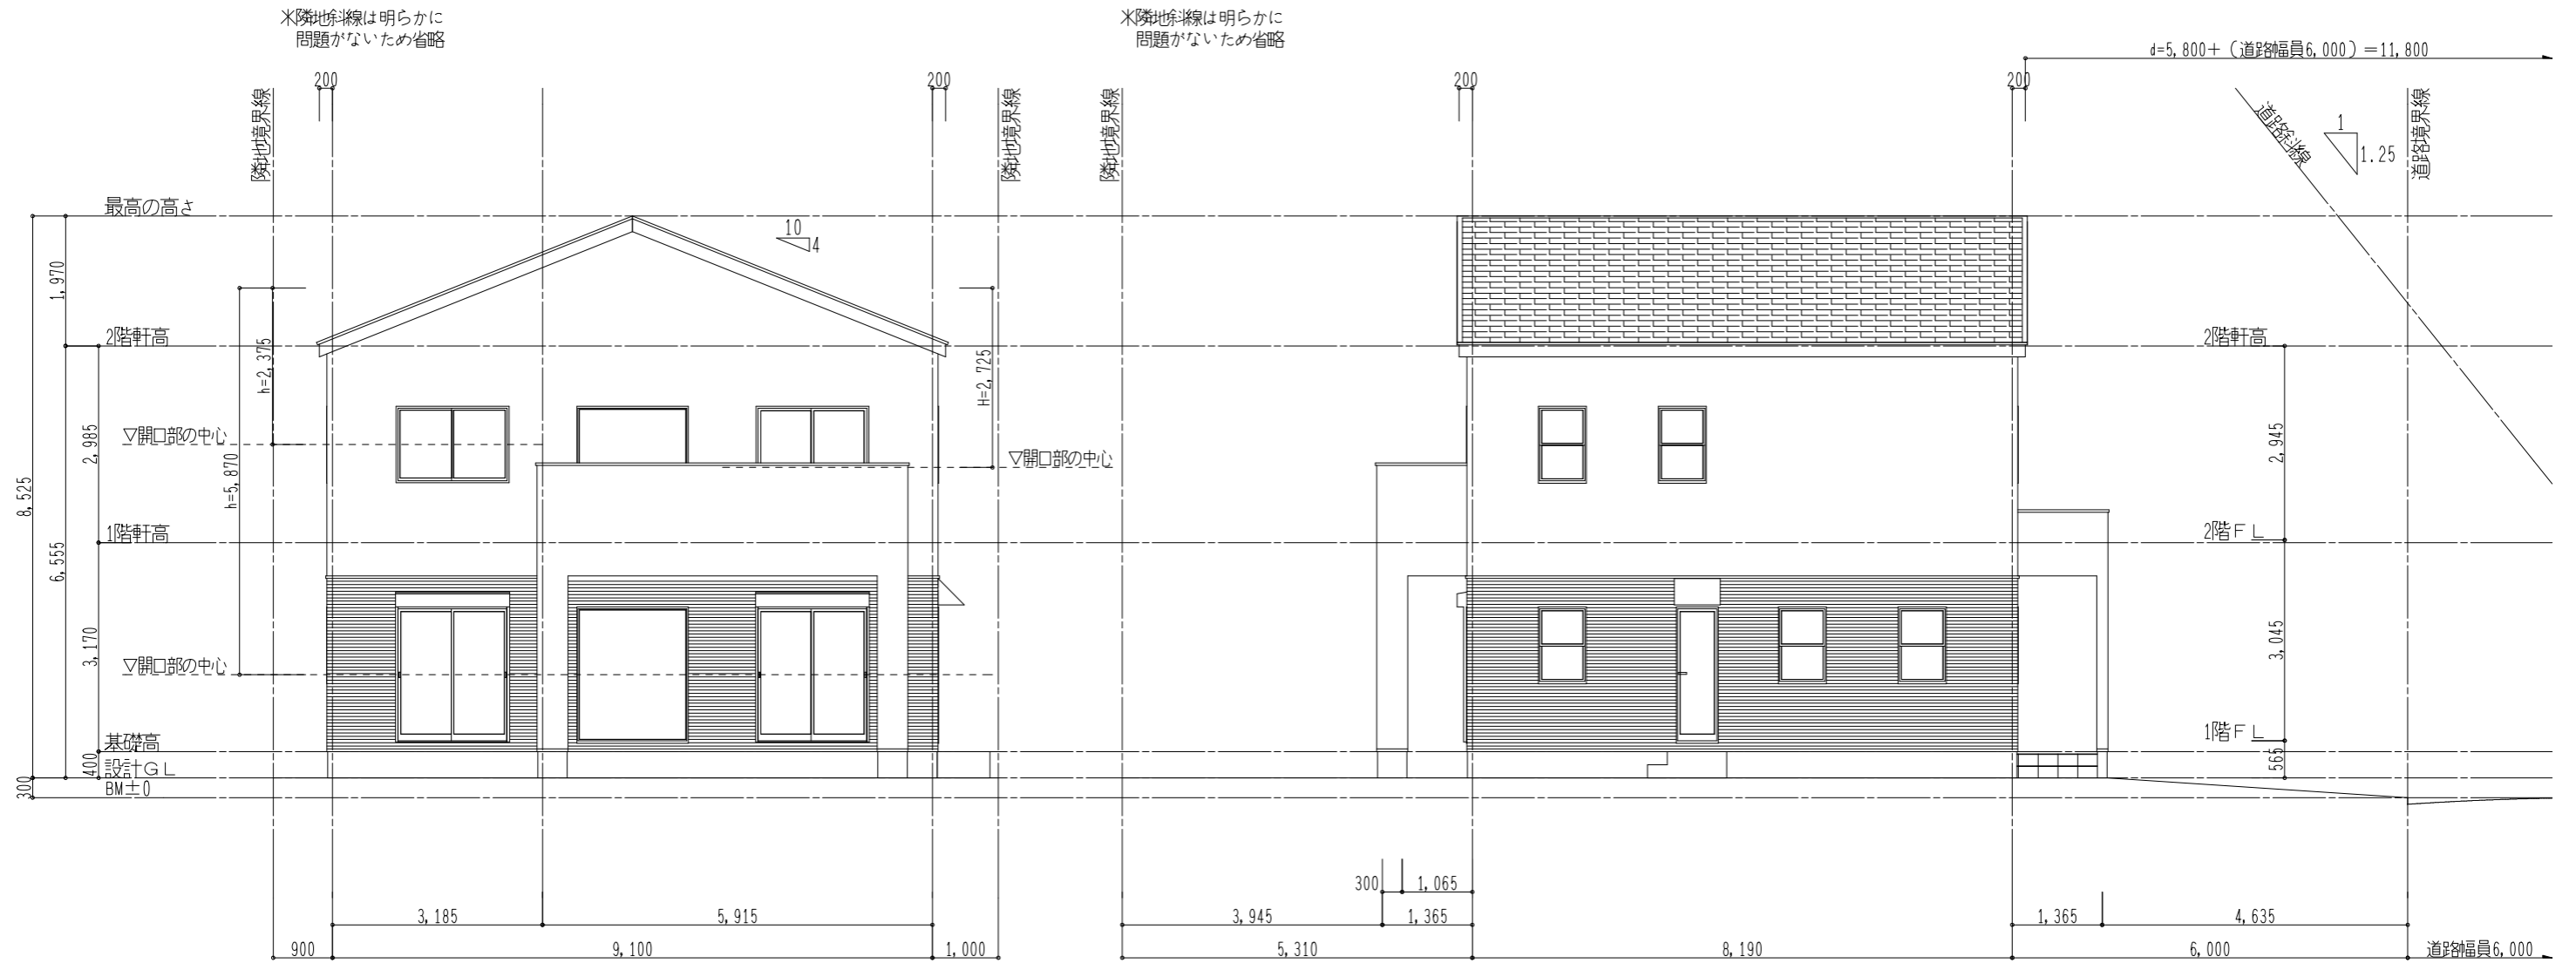 ※隣地斜線は明らかに
問題がないため省略
※隣地斜線は明らかに
問題がないため省略
d=5,800+（道路幅員6,000）=11,800
200
200
200
200
隣地境界線
隣地境界線
隣地境界線
道路斜線
1
1.25
道路境界線
最高の高さ
10
4
1,970
2階軒高
2階軒高
h=2,375
H=2,725
▽開口部の中心
▽開口部の中心
2,985
2,945
h=5,870
8,525
6,555
1階軒高
2階FL
3,170
3,045
▽開口部の中心
基礎高
1階FL
400
設計GL
565
300
BM±0
300
1,065
3,185
5,915
3,945
1,365
1,365
4,635
900
9,100
1,000
5,310
8,190
6,000
道路幅員6,000